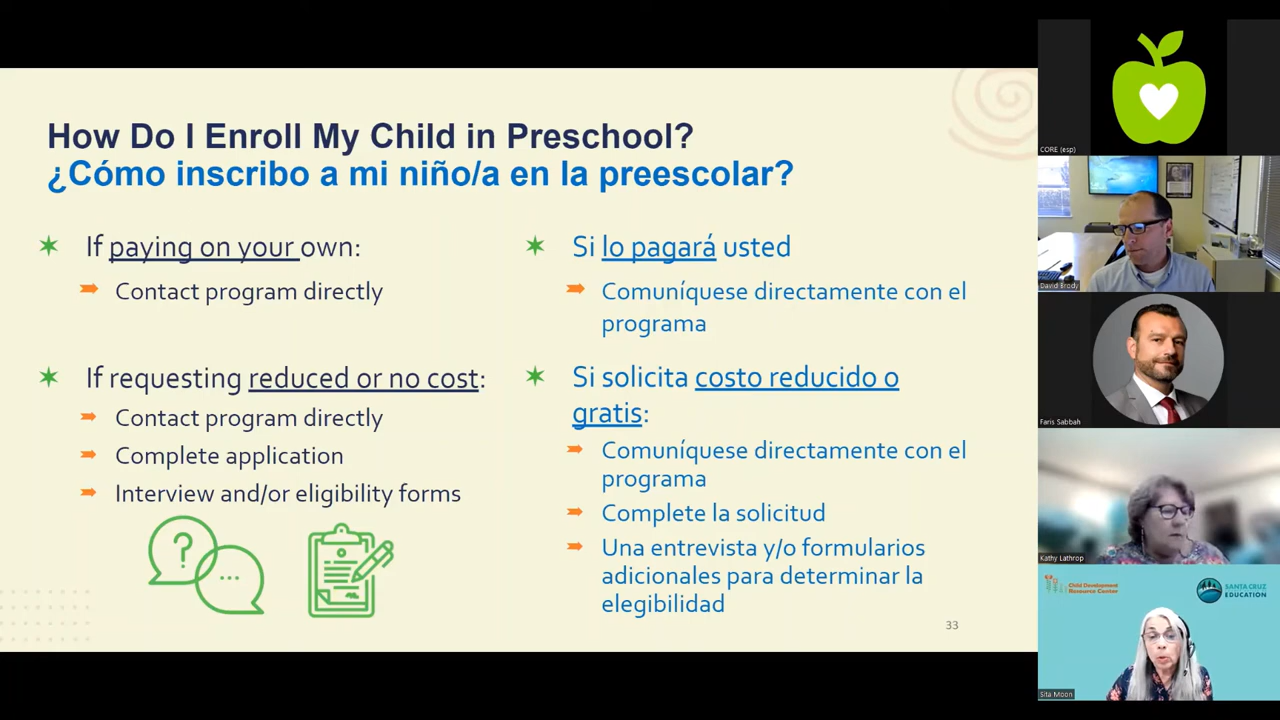 How Do I Enroll My Child in Preschool?
¿Cómo inscribo a mi niño/a en la preescolar?
If paying on your own:
Contact program directly
If requesting reduced or no cost:
Contact program directly
Complete application
Interview and/or eligibility forms
?
...
Si lo pagará usted
Comuníquese directamente con el
programa
Si solicita costo reducido o
gratis:
Comuníquese directamente con el
programa
Complete la solicitud
Una entrevista y/o formularios
adicionales para determinar la
elegibilidad
33
CORE (esp)
David Brody
Faris Sabbah
Kathy Lathrop
Child Development
Resource Center
SANTA CRUZ
EDUCATION
Sita Moon